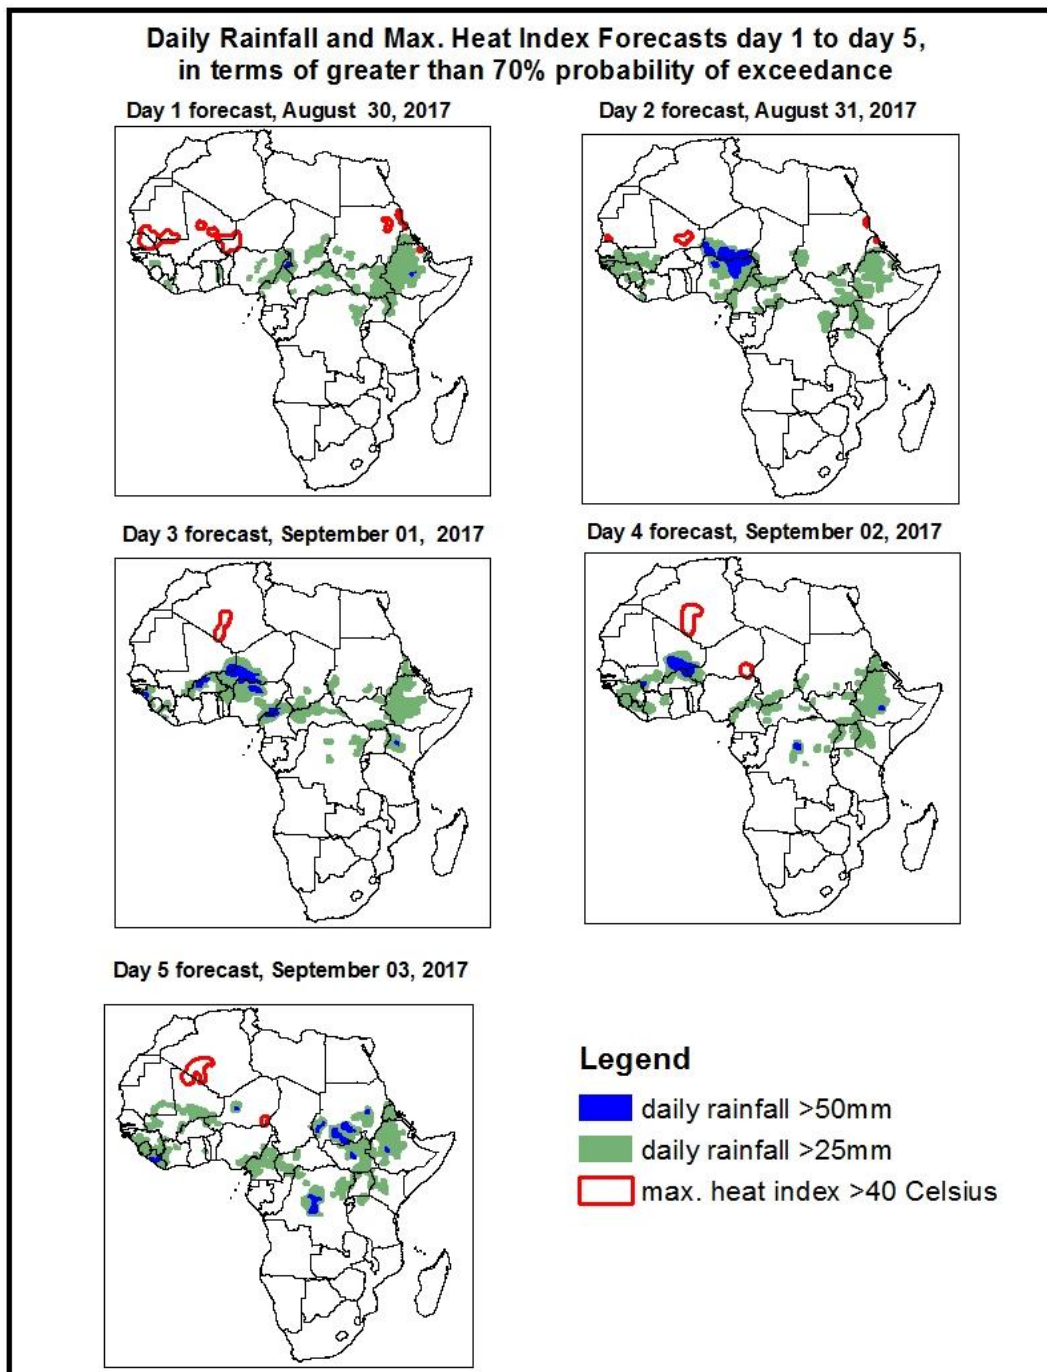 Daily Rainfall and Max. Heat Index Forecasts day 1 to day 5,
in terms of greater than 70% probability of exceedance
Day 1 forecast, August 30, 2017
Day 2 forecast, August 31, 2017
Day 3 forecast, September 01, 2017
Day 4 forecast, September 02, 2017
Day 5 forecast, September 03, 2017
Legend
daily rainfall >50mm
daily rainfall >25mm
max. heat index >40 Celsius